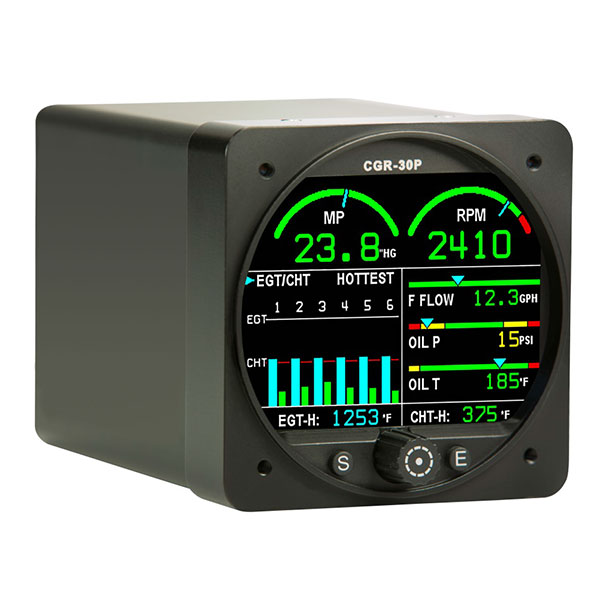 CGR-30P
MP RPM
23.8"HG 2410
EGT/CHT HOTTEST
1 2 3 4 5 6
EGT
CHT
F FLOW 12.3GPH
OIL P 15PSI
OIL T 185°F
EGT-H: 1253 °F CHT-H: 375 °F
S E